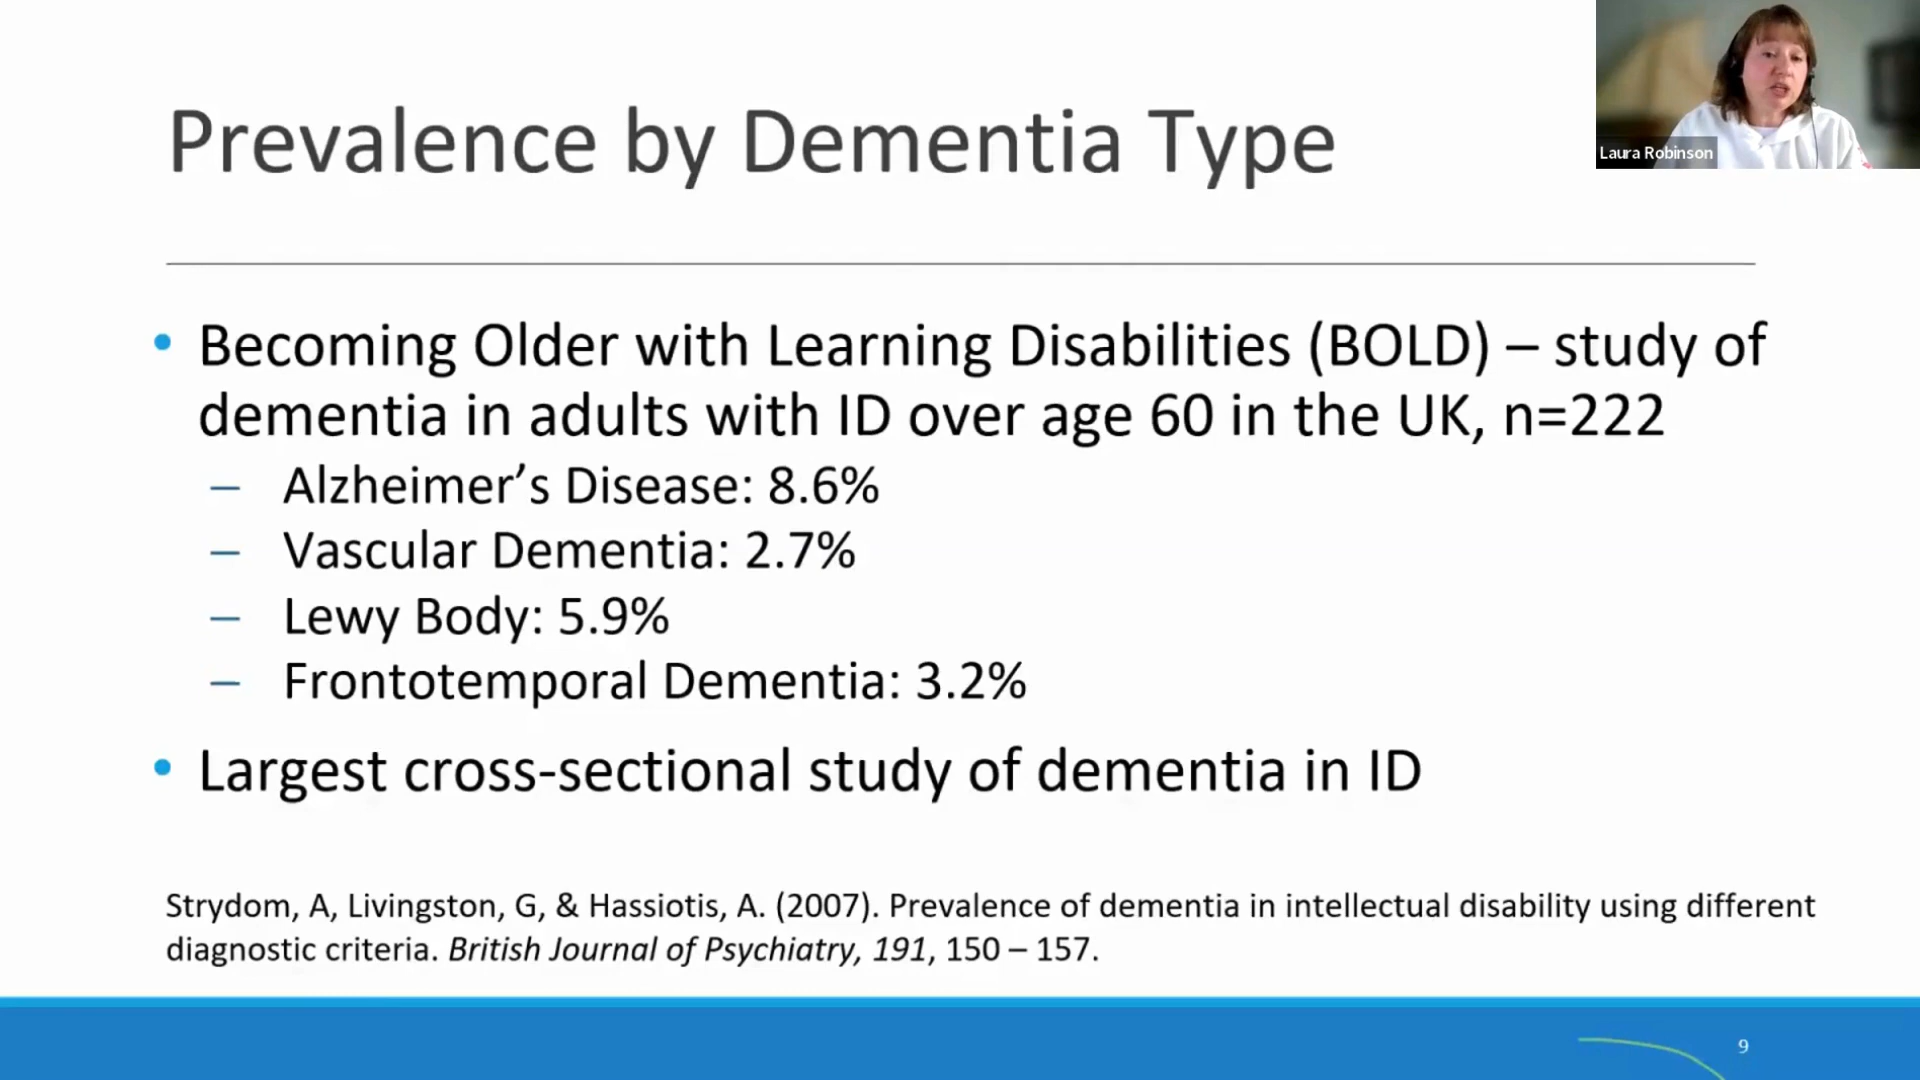 Prevalence by Dementia Type
Laura Robinson
• Becoming Older with Learning Disabilities (BOLD) – study of
dementia in adults with ID over age 60 in the UK, n=222
– Alzheimer’s Disease: 8.6%
– Vascular Dementia: 2.7%
– Lewy Body: 5.9%
– Frontotemporal Dementia: 3.2%
• Largest cross-sectional study of dementia in ID
Strydom, A, Livingston, G, & Hassiotis, A. (2007). Prevalence of dementia in intellectual disability using different
diagnostic criteria. British Journal of Psychiatry, 191, 150 – 157.
9